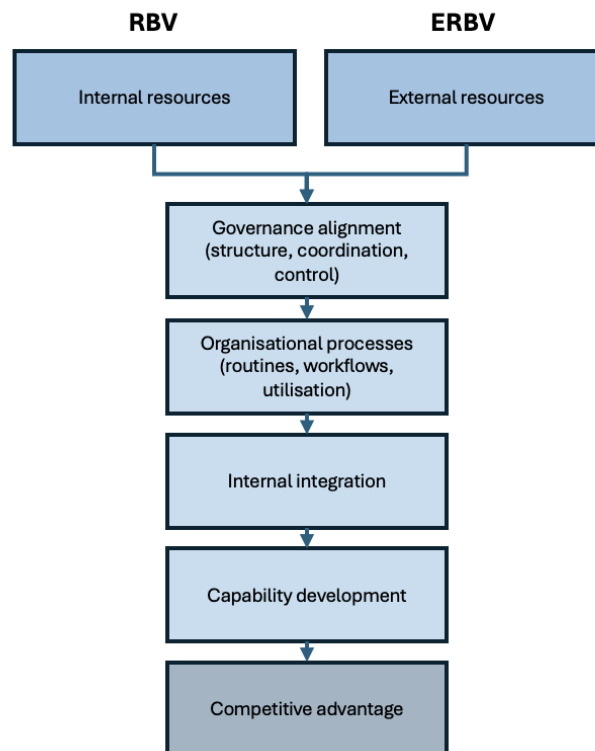 RBV
ERBV
Internal resources
External resources
Governance alignment
(structure, coordination,
control)
Organisational processes
(routines, workflows,
utilisation)
Internal integration
Capability development
Competitive advantage